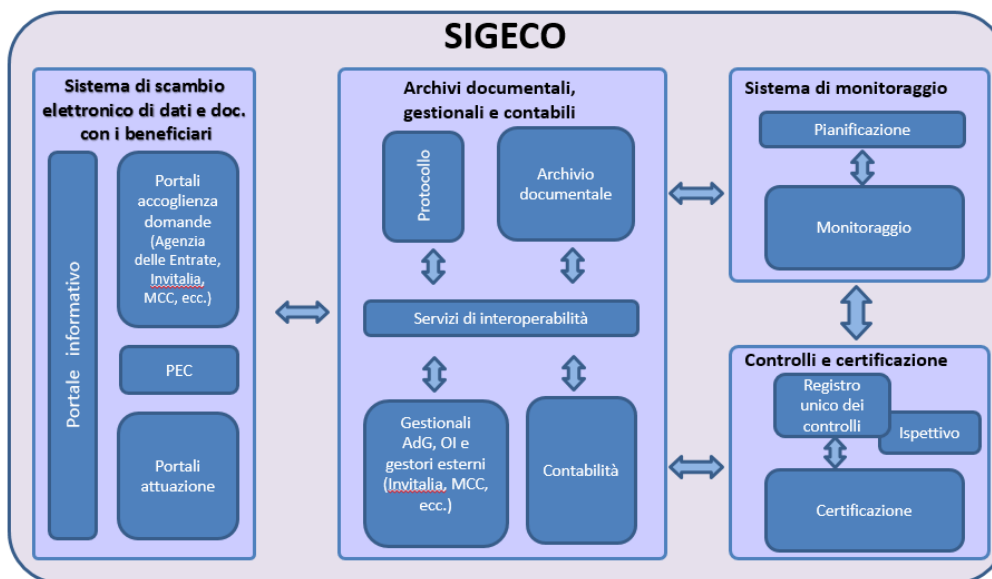 SIGECO
Sistema di scambio
elettronico di dati e doc.
con i beneficiari
Portale informativo
Portali
accoglienza
domande
(Agenzia
delle Entrate,
Invitalia,
MCC, ecc.)
PEC
Portali
attuazione
Archivi documentali,
gestionali e contabili
Protocollo
Archivio
documentale
Servizi di interoperabilità
Gestionali
AdG, OI e
gestori esterni
(Invitalia, MCC,
ecc.)
Contabilità
Sistema di monitoraggio
Pianificazione
Monitoraggio
Controlli e certificazione
Registro
unico dei
controlli
Ispettivo
Certificazione